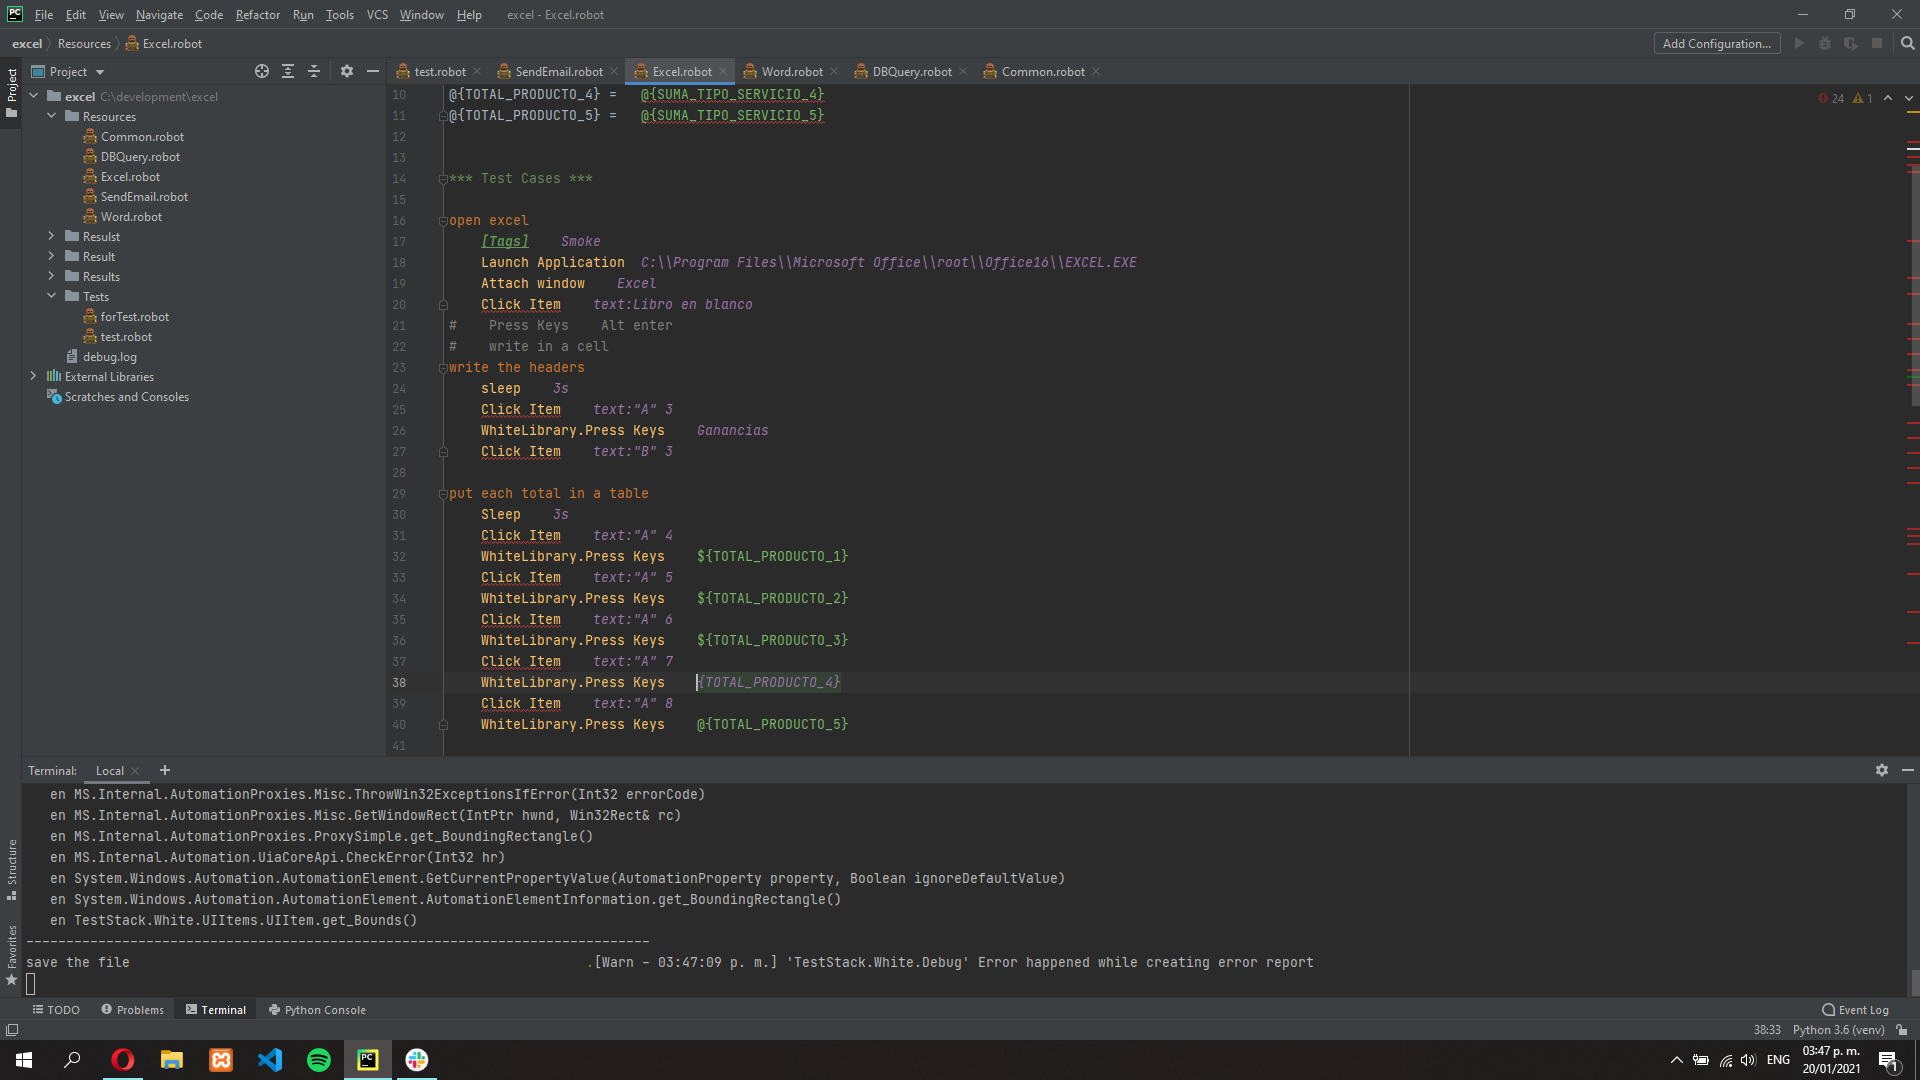 PC File Edit View Navigate Code Refactor Run Tools VCS Window Help excel - Excel.robot
excel Resources Excel.robot Add Configuration...
Project
Project test.robot SendEmail.robot Excel.robot Word.robot DBQuery.robot Common.robot
excel C:\development\excel
Resources
Common.robot
DBQuery.robot
Excel.robot
SendEmail.robot
Word.robot
Resulst
Result
Results
Tests
forTest.robot
test.robot
debug.log
External Libraries
Scratches and Consoles
24 1
10 @{TOTAL_PRODUCTO_4} = @{SUMA_TIPO_SERVICIO_4}
11 @{TOTAL_PRODUCTO_5} = @{SUMA_TIPO_SERVICIO_5}
12
13
14 *** Test Cases ***
15
16 open excel
17 [Tags] Smoke
18 Launch Application C:\\Program Files\\Microsoft Office\\root\\Office16\\EXCEL.EXE
19 Attach window Excel
20 Click Item text:Libro en blanco
21 # Press Keys Alt enter
22 # write in a cell
23 write the headers
24 sleep 3s
25 Click Item text:"A" 3
26 WhiteLibrary.Press Keys Ganancias
27 Click Item text:"B" 3
28
29 put each total in a table
30 Sleep 3s
31 Click Item text:"A" 4
32 WhiteLibrary.Press Keys ${TOTAL_PRODUCTO_1}
33 Click Item text:"A" 5
34 WhiteLibrary.Press Keys ${TOTAL_PRODUCTO_2}
35 Click Item text:"A" 6
36 WhiteLibrary.Press Keys ${TOTAL_PRODUCTO_3}
37 Click Item text:"A" 7
38 WhiteLibrary.Press Keys {TOTAL_PRODUCTO_4}
39 Click Item text:"A" 8
40 WhiteLibrary.Press Keys @{TOTAL_PRODUCTO_5}
41
Terminal: Local
en MS.Internal.AutomationProxies.Misc.ThrowWin32ExceptionsIfError(Int32 errorCode)
en MS.Internal.AutomationProxies.Misc.GetWindowRect(IntPtr hwnd, Win32Rect& rc)
en MS.Internal.AutomationProxies.ProxySimple.get_BoundingRectangle()
en MS.Internal.Automation.UiaCoreApi.CheckError(Int32 hr)
en System.Windows.Automation.AutomationElement.GetCurrentPropertyValue(AutomationProperty property, Boolean ignoreDefaultValue)
en System.Windows.Automation.AutomationElement.AutomationElementInformation.get_BoundingRectangle()
en TestStack.White.UIItems.UIItem.get_Bounds()
------------------------------------------------------------------------------
save the file .[Warn - 03:47:09 p. m.] 'TestStack.White.Debug' Error happened while creating error report
Structure
Favorites
TODO Problems Terminal Python Console Event Log
38:33 Python 3.6 (venv)
PC ENG 03:47 p. m.
20/01/2021 1